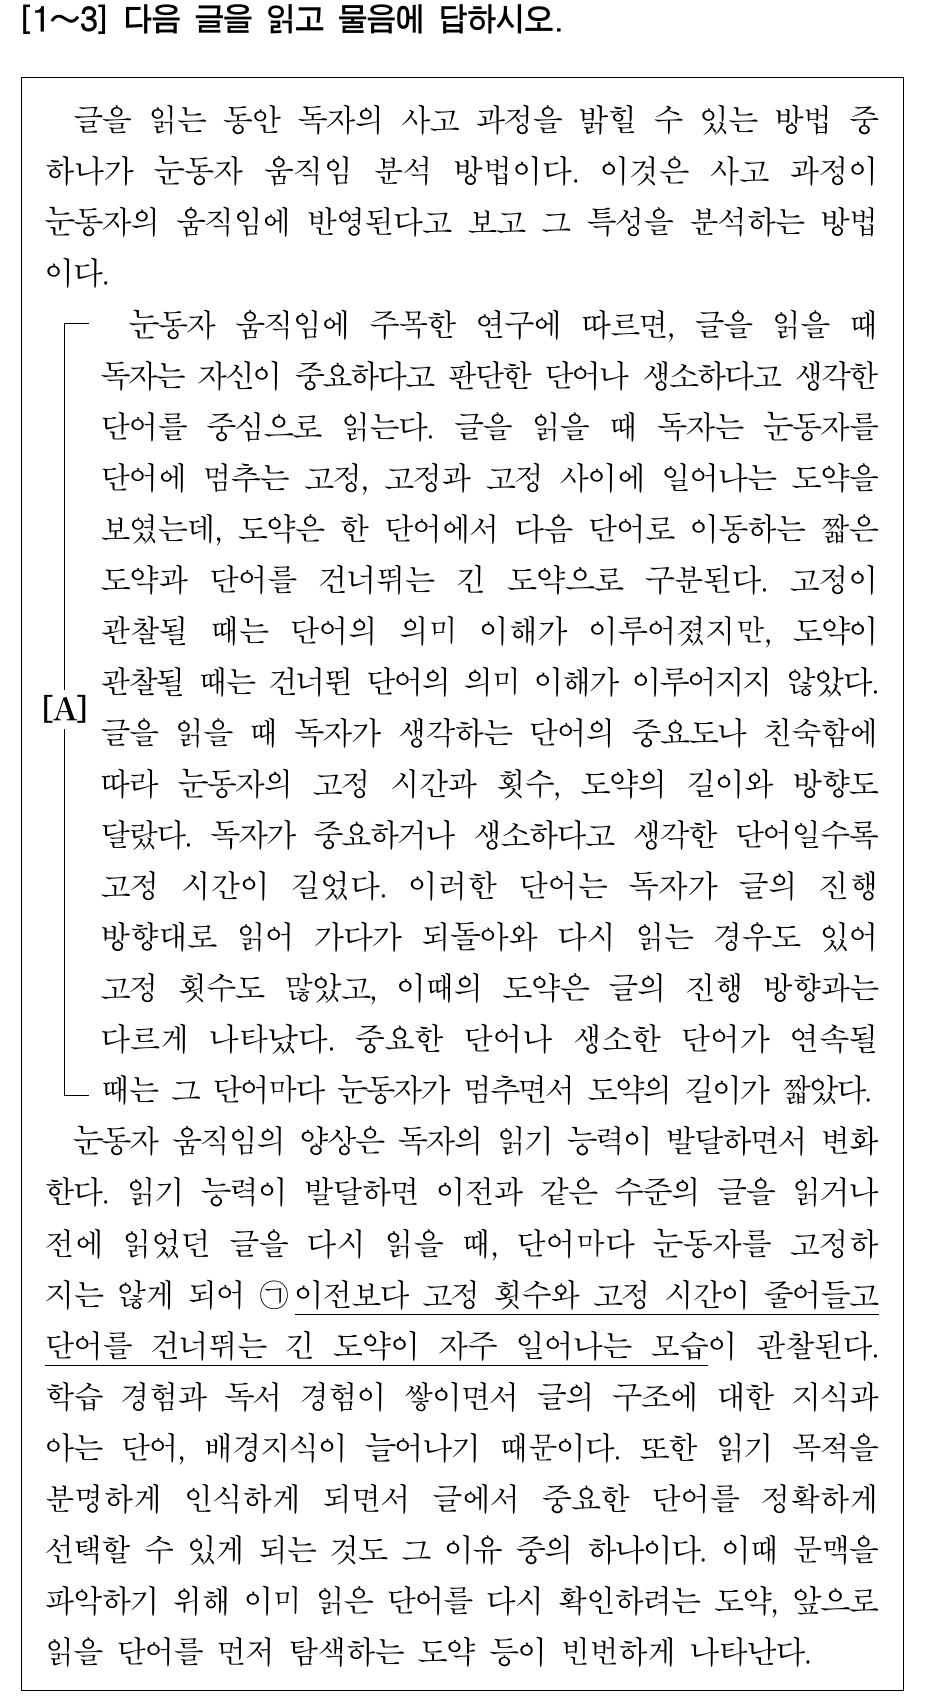 [1～3] 다음 글을 읽고 물음에 답하시오.
글을 읽는 동안 독자의 사고 과정을 밝힐 수 있는 방법 중
하나가 눈동자 움직임 분석 방법이다. 이것은 사고 과정이
눈동자의 움직임에 반영된다고 보고 그 특성을 분석하는 방법
이다.
눈동자 움직임에 주목한 연구에 따르면, 글을 읽을 때
독자는 자신이 중요하다고 판단한 단어나 생소하다고 생각한
단어를 중심으로 읽는다. 글을 읽을 때 독자는 눈동자를
단어에 멈추는 고정, 고정과 고정 사이에 일어나는 도약을
보였는데, 도약은 한 단어에서 다음 단어로 이동하는 짧은
도약과 단어를 건너뛰는 긴 도약으로 구분된다. 고정이
관찰될 때는 단어의 의미 이해가 이루어졌지만, 도약이
관찰될 때는 건너뛴 단어의 의미 이해가 이루어지지 않았다.
[A]
글을 읽을 때 독자가 생각하는 단어의 중요도나 친숙함에
따라 눈동자의 고정 시간과 횟수, 도약의 길이와 방향도
달랐다. 독자가 중요하거나 생소하다고 생각한 단어일수록
고정 시간이 길었다. 이러한 단어는 독자가 글의 진행
방향대로 읽어 가다가 되돌아와 다시 읽는 경우도 있어
고정 횟수도 많았고, 이때의 도약은 글의 진행 방향과는
다르게 나타났다. 중요한 단어나 생소한 단어가 연속될
때는 그 단어마다 눈동자가 멈추면서 도약의 길이가 짧았다.
눈동자 움직임의 양상은 독자의 읽기 능력이 발달하면서 변화
한다. 읽기 능력이 발달하면 이전과 같은 수준의 글을 읽거나
전에 읽었던 글을 다시 읽을 때, 단어마다 눈동자를 고정하
지는 않게 되어 ㉠이전보다 고정 횟수와 고정 시간이 줄어들고
단어를 건너뛰는 긴 도약이 자주 일어나는 모습이 관찰된다.
학습 경험과 독서 경험이 쌓이면서 글의 구조에 대한 지식과
아는 단어, 배경지식이 늘어나기 때문이다. 또한 읽기 목적을
분명하게 인식하게 되면서 글에서 중요한 단어를 정확하게
선택할 수 있게 되는 것도 그 이유 중의 하나이다. 이때 문맥을
파악하기 위해 이미 읽은 단어를 다시 확인하려는 도약, 앞으로
읽을 단어를 먼저 탐색하는 도약 등이 빈번하게 나타난다.